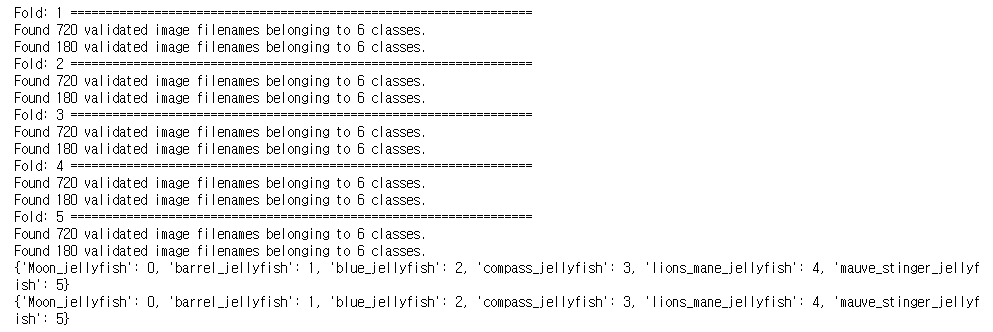 Fold: 1 ==================================================================
Found 720 validated image filenames belonging to 6 classes.
Found 180 validated image filenames belonging to 6 classes.
Fold: 2 ==================================================================
Found 720 validated image filenames belonging to 6 classes.
Found 180 validated image filenames belonging to 6 classes.
Fold: 3 ==================================================================
Found 720 validated image filenames belonging to 6 classes.
Found 180 validated image filenames belonging to 6 classes.
Fold: 4 ==================================================================
Found 720 validated image filenames belonging to 6 classes.
Found 180 validated image filenames belonging to 6 classes.
Fold: 5 ==================================================================
Found 720 validated image filenames belonging to 6 classes.
Found 180 validated image filenames belonging to 6 classes.
{'Moon_jellyfish': 0, 'barrel_jellyfish': 1, 'blue_jellyfish': 2, 'compass_jellyfish': 3, 'lions_mane_jellyfish': 4, 'mauve_stinger_jellyf
ish': 5}
{'Moon_jellyfish': 0, 'barrel_jellyfish': 1, 'blue_jellyfish': 2, 'compass_jellyfish': 3, 'lions_mane_jellyfish': 4, 'mauve_stinger_jellyf
ish': 5}